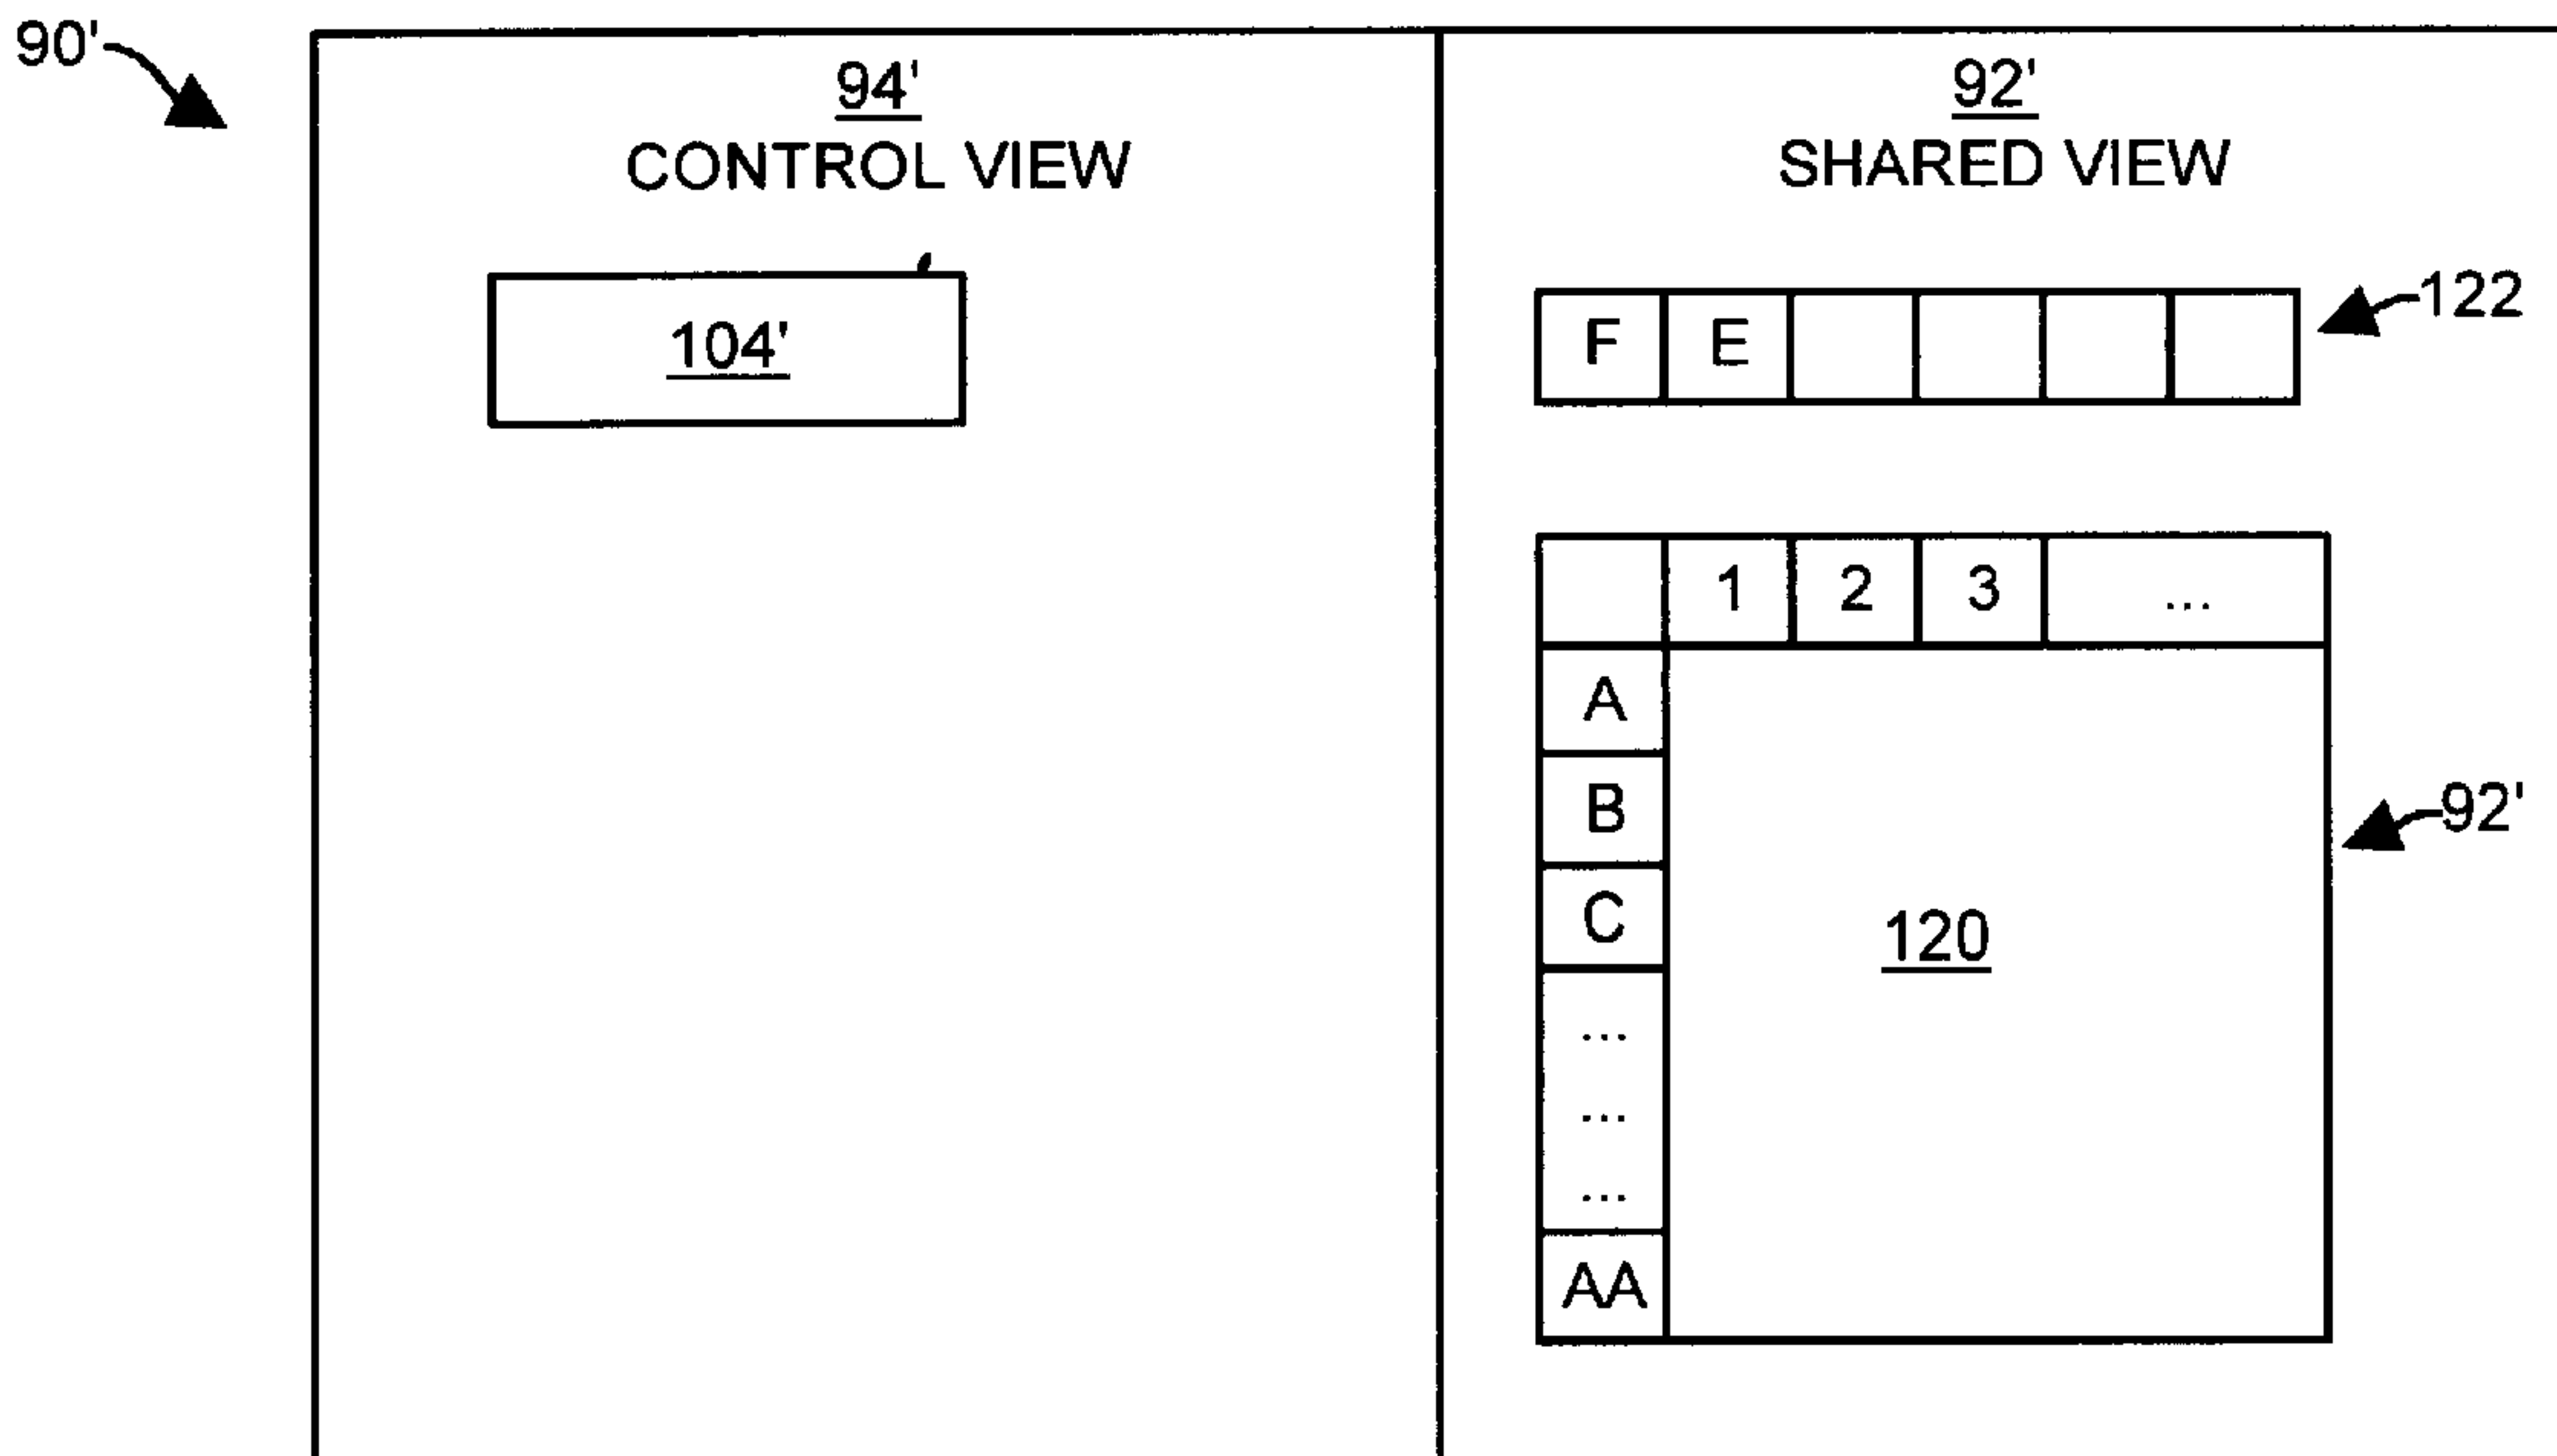 90'
94'
CONTROL VIEW
104'
92'
SHARED VIEW
F E
122
1 2 3 ...
A
B
C
...
...
...
AA
120
92'